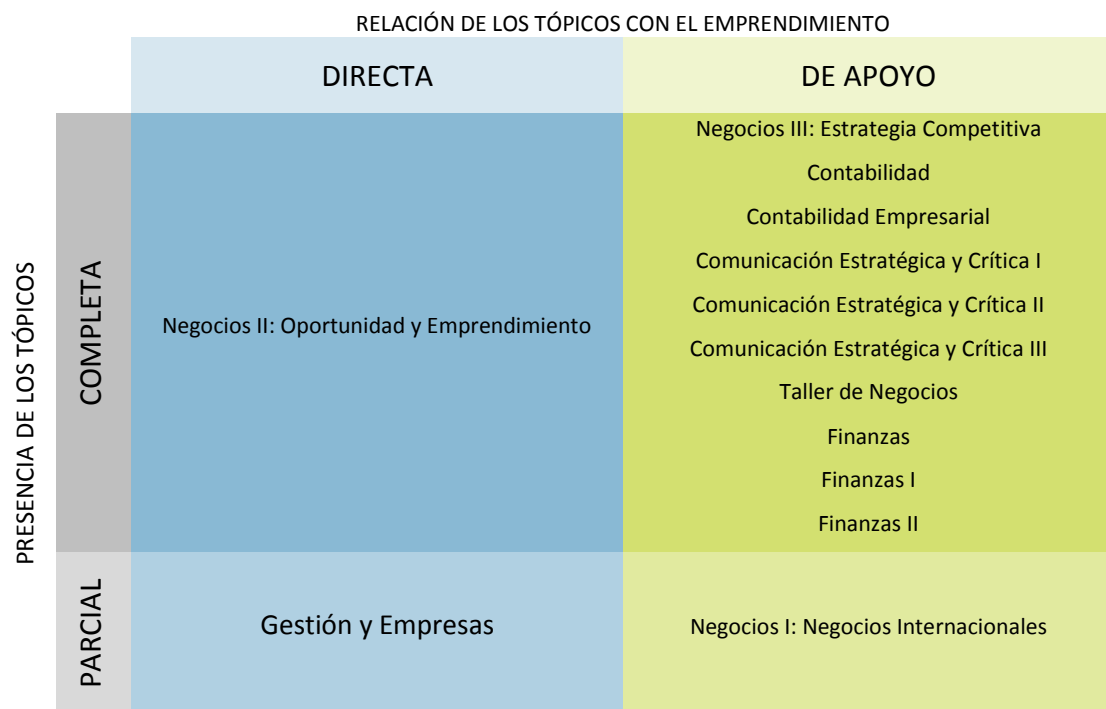 RELACIÓN DE LOS TÓPICOS CON EL EMPRENDIMIENTO
DIRECTA
DE APOYO
PRESENCIA DE LOS TÓPICOS
COMPLETA
Negocios II: Oportunidad y Emprendimiento
Negocios III: Estrategia Competitiva
Contabilidad
Contabilidad Empresarial
Comunicación Estratégica y Crítica I
Comunicación Estratégica y Crítica II
Comunicación Estratégica y Crítica III
Taller de Negocios
Finanzas
Finanzas I
Finanzas II
PARCIAL
Gestión y Empresas
Negocios I: Negocios Internacionales